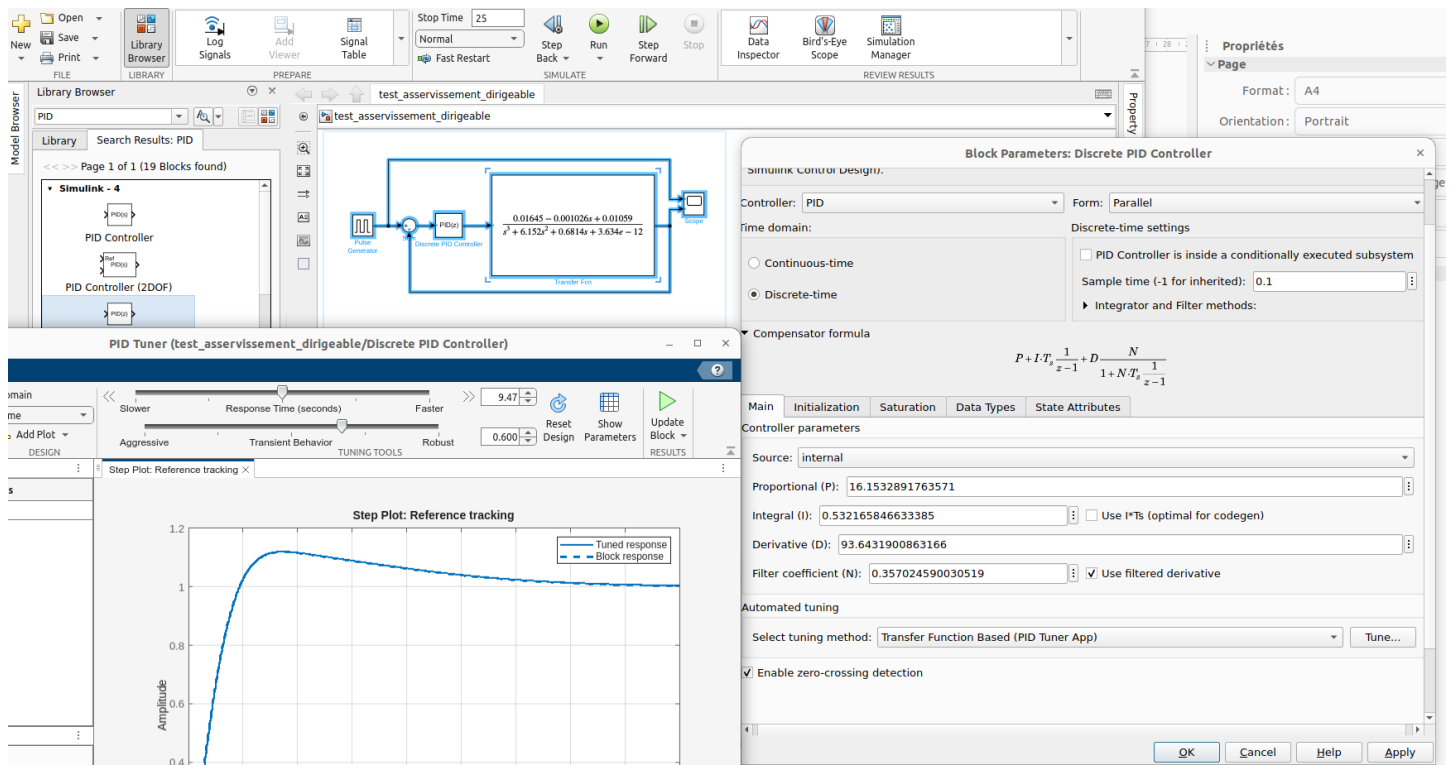 Open
Save
Print
New
FILE
Library
Browser
LIBRARY
Log
Signals
Add
Viewer
Signal
Table
PREPARE
Stop Time 25
Normal
Fast Restart
Step
Back
Run
Step
Forward
Stop
SIMULATE
Data
Inspector
Bird's-Eye
Scope
Simulation
Manager
REVIEW RESULTS
Propriétés
Page
Format: A4
Orientation: Portrait
Model Browser
Library Browser
PID
Library Search Results: PID
<< >> Page 1 of 1 (19 Blocks found)
Simulink - 4
PID(s)
PID Controller
Ref
PID(s)
PID Controller (2DOF)
PID(z)
test_asservissement_dirigeable
test_asservissement_dirigeable
Property
Pulse
Generator
PID(z)
Discrete PID Controller
0.01645 − 0.001026s + 0.01059
s³ + 6.152s² + 0.6814s + 3.634e − 12
Transfer Fcn
Scope
Block Parameters: Discrete PID Controller
Simulink Control Design).
Controller: PID Form: Parallel
Time domain:
Continuous-time
Discrete-time
Discrete-time settings
PID Controller is inside a conditionally executed subsystem
Sample time (-1 for inherited): 0.1
Integrator and Filter methods:
Compensator formula
P + I·Tₛ 1/(z − 1) + D N/(1 + N·Tₛ 1/(z − 1))
Main Initialization Saturation Data Types State Attributes
Controller parameters
Source: internal
Proportional (P): 16.1532891763571
Integral (I): 0.532165846633385 Use I*Ts (optimal for codegen)
Derivative (D): 93.6431900863166
Filter coefficient (N): 0.357024590030519 Use filtered derivative
Automated tuning
Select tuning method: Transfer Function Based (PID Tuner App) Tune...
Enable zero-crossing detection
OK Cancel Help Apply
PID Tuner (test_asservissement_dirigeable/Discrete PID Controller)
Add Plot
DESIGN
Slower Response Time (seconds) Faster
9.47
Aggressive Transient Behavior Robust
0.600
TUNING TOOLS
Reset
Design
Show
Parameters
Update
Block
RESULTS
Step Plot: Reference tracking
Step Plot: Reference tracking
Tuned response
Block response
Amplitude
1.2
1
0.8
0.6
0.4